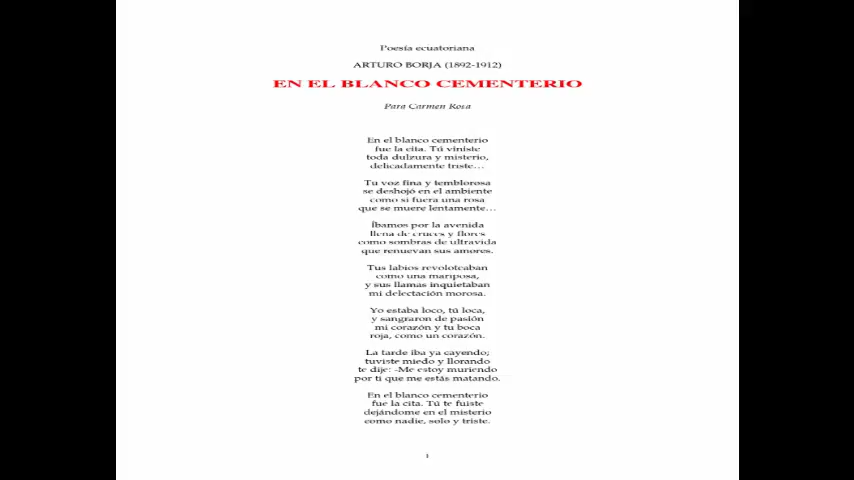 Poesía ecuatoriana
ARTURO BORJA (1892-1912)
EN EL BLANCO CEMENTERIO
Para Carmen Rosa
En el blanco cementerio
fue la cita. Tú viniste
toda dulzura y misterio,
delicadamente triste…
Tu voz fina y temblorosa
se deshojó en el ambiente
como si fuera una rosa
que se muere lentamente…
Íbamos por la avenida
llena de cruces y flores
como sombras de ultravida
que renuevan sus amores.
Tus labios revoloteaban
como una mariposa,
y sus llamas inquietaban
mi delectación morosa.
Yo estaba loco, tú loca,
y sangraron de pasión
mi corazón y tu boca
roja, como un corazón.
La tarde iba ya cayendo;
tuviste miedo y llorando
te dije: -Me estoy muriendo
por ti que me estás matando.
En el blanco cementerio
fue la cita. Tú te fuiste
dejándome en el misterio
como nadie, solo y triste.
1